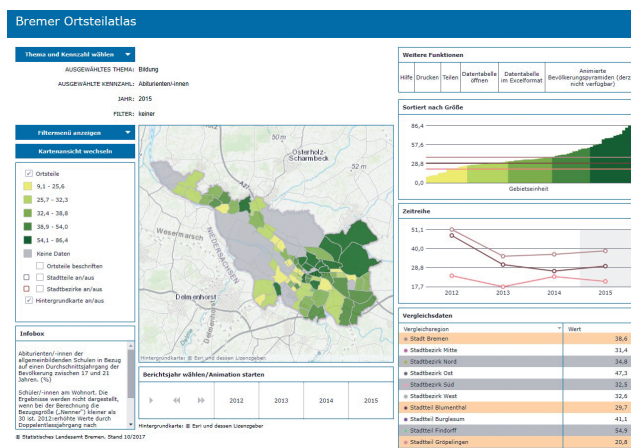 Bremer Ortsteilatlas
Thema und Kennzahl wählen
AUSGEWÄHLTES THEMA: Bildung
AUSGEWÄHLTE KENNZAHL: Abiturienten/-innen
JAHR: 2015
FILTER: keiner
Filtermenü anzeigen
Kartenansicht wechseln
Ortsteile
9,1 - 25,6
25,7 - 32,3
32,4 - 38,8
38,9 - 54,0
54,1 - 86,4
Keine Daten
Ortsteile beschriften
Stadtteile an/aus
Stadtbezirke an/aus
Hintergrundkarte an/aus
Infobox
Abiturienten/-innen der
allgemeinbildenden Schulen in Bezug
auf einen Durchschnittsjahrgang der
Bevölkerung zwischen 17 und 21
Jahren. (%)
Schüler/-innen am Wohnort. Die
Ergebnisse werden nicht dargestellt,
wenn bei der Berechnung die
Bezugsgröße („Nenner“) kleiner als
30 ist. 2012:erhöhte Werte durch
Doppelentlassjahrgang nach
© Statistisches Landesamt Bremen, Stand 10/2017
50 m
Osterholz-
Scharmbeck
52 m
A27
Wesermarsch
NIEDERSACHSEN
Delmenhorst
Delme
Delmenhorst
Hintergrundkarte: © Esri und dessen Lizenzgeber
Berichtsjahr wählen/Animation starten
2012
2013
2014
2015
Hintergrundkarte: © Esri und dessen Lizenzgeber
Weitere Funktionen
Hilfe
Drucken
Teilen
Datentabelle
öffnen
Datentabelle
im Excelformat
Animierte
Bevölkerungspyramiden (derz
nicht verfügbar)
Sortiert nach Größe
86,4
57,6
28,8
0,0
Gebietseinheit
Zeitreihe
51,1
40,0
28,8
17,7
2012
2013
2014
2015
Vergleichsdaten
Vergleichsregion
Wert
Stadt Bremen 38,6
Stadtbezirk Mitte 31,4
Stadtbezirk Nord 34,8
Stadtbezirk Ost 47,3
Stadtbezirk Süd 32,5
Stadtbezirk West 32,6
Stadtteil Blumenthal 29,7
Stadtteil Burglesum 41,1
Stadtteil Findorff 54,9
Stadtteil Gröpelingen 20,8